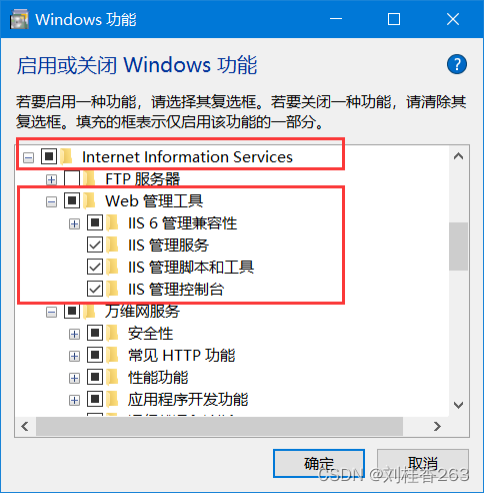 Windows 功能
启用或关闭 Windows 功能
?
若要启用一种功能，请选择其复选框。若要关闭一种功能，请清除其
复选框。填充的框表示仅启用该功能的一部分。
Internet Information Services
FTP 服务器
Web 管理工具
IIS 6 管理兼容性
IIS 管理服务
IIS 管理脚本和工具
IIS 管理控制台
万维网服务
安全性
常见 HTTP 功能
性能功能
应用程序开发功能
确定
取消
CSDN @刘桂香263